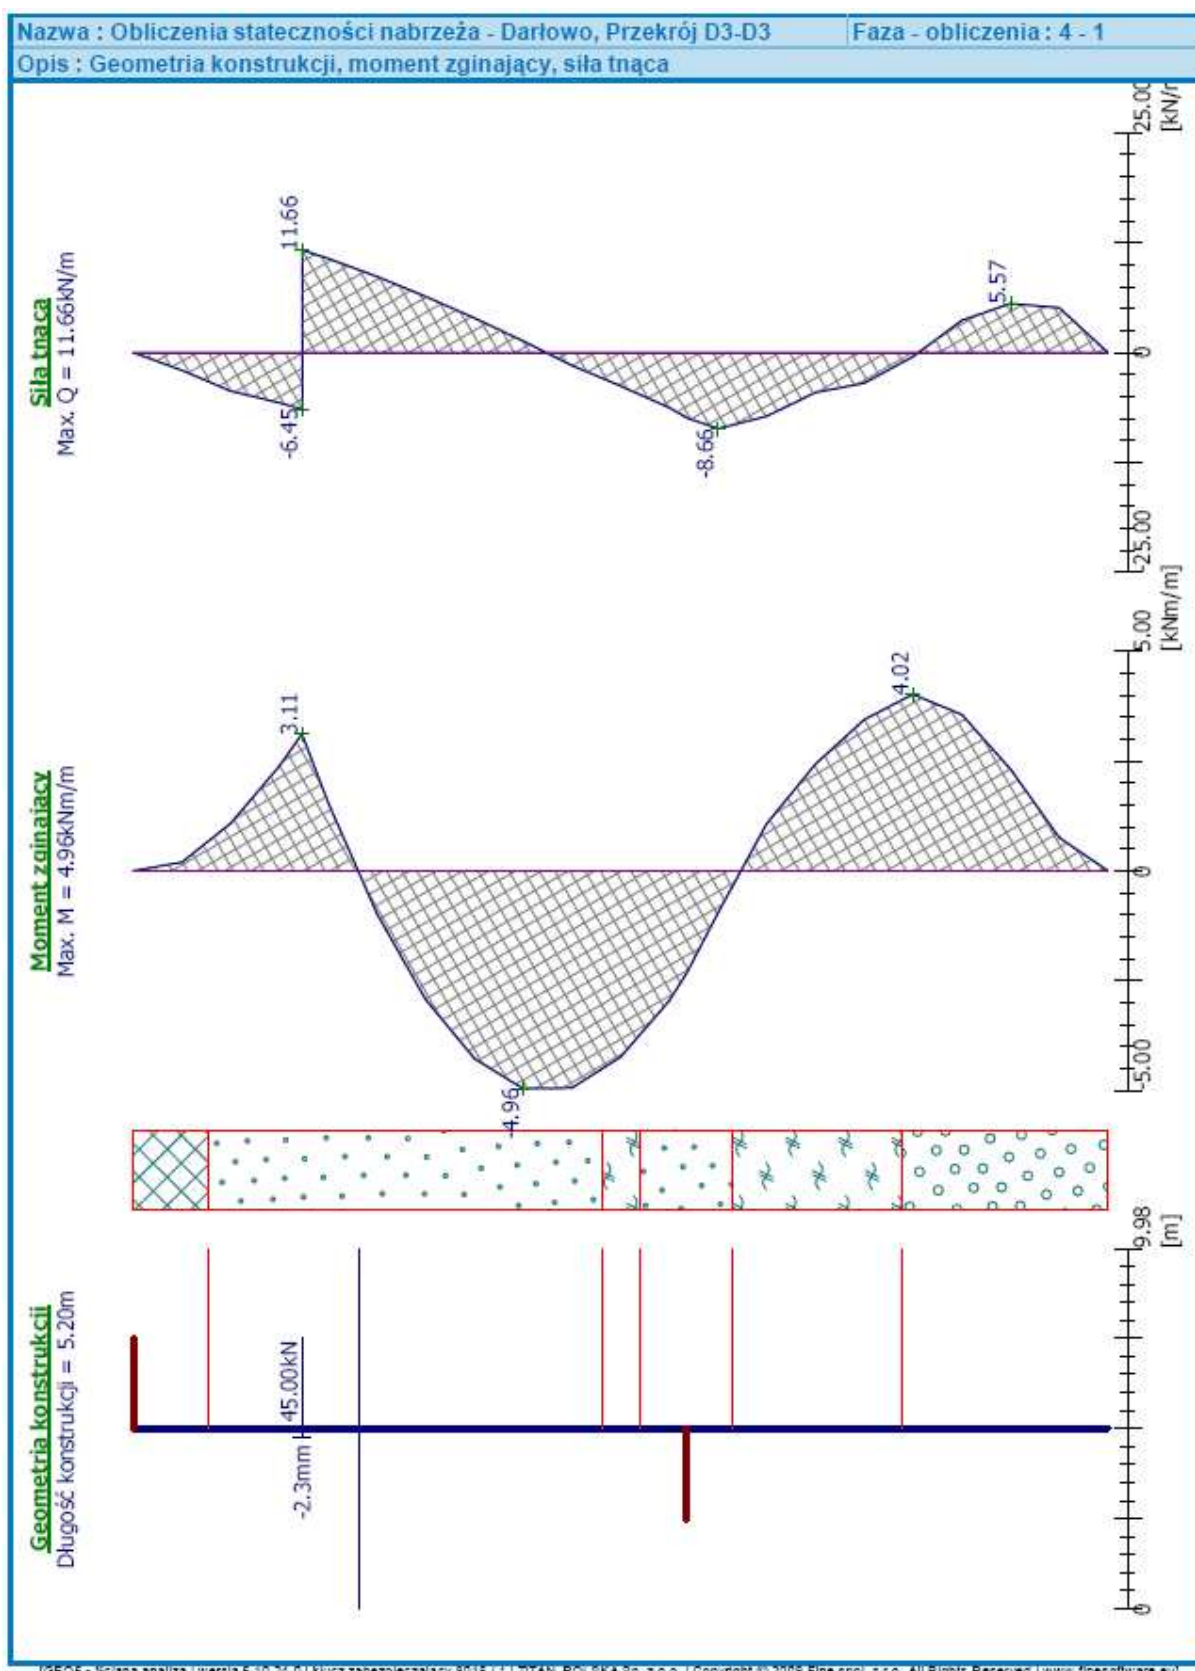 Nazwa : Obliczenia stateczności nabrzeża - Darłowo, Przekrój D3-D3
Faza - obliczenia : 4 - 1
Opis : Geometria konstrukcji, moment zginający, siła tnąca
Geometria konstrukcji
Długość konstrukcji = 5.20m
45.00kN
-2.3mm
0
9.98
[m]
Moment zginający
Max. M = 4.96kNm/m
3.11
-4.96
4.02
-5.00
0
5.00
[kNm/m]
Siła tnąca
Max. Q = 11.66kN/m
-6.45
11.66
-8.66
5.57
-25.00
0
25.00